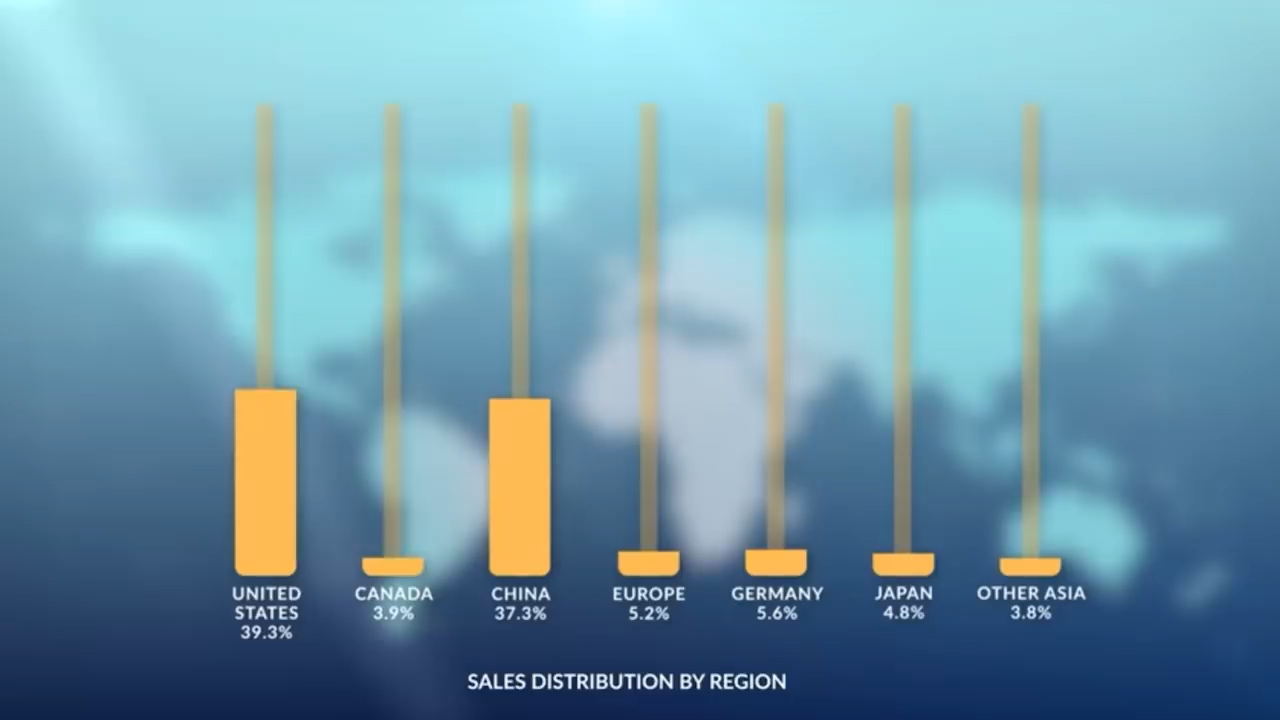 UNITED
STATES
39.3%
CANADA
3.9%
CHINA
37.3%
EUROPE
5.2%
GERMANY
5.6%
JAPAN
4.8%
OTHER ASIA
3.8%
SALES DISTRIBUTION BY REGION